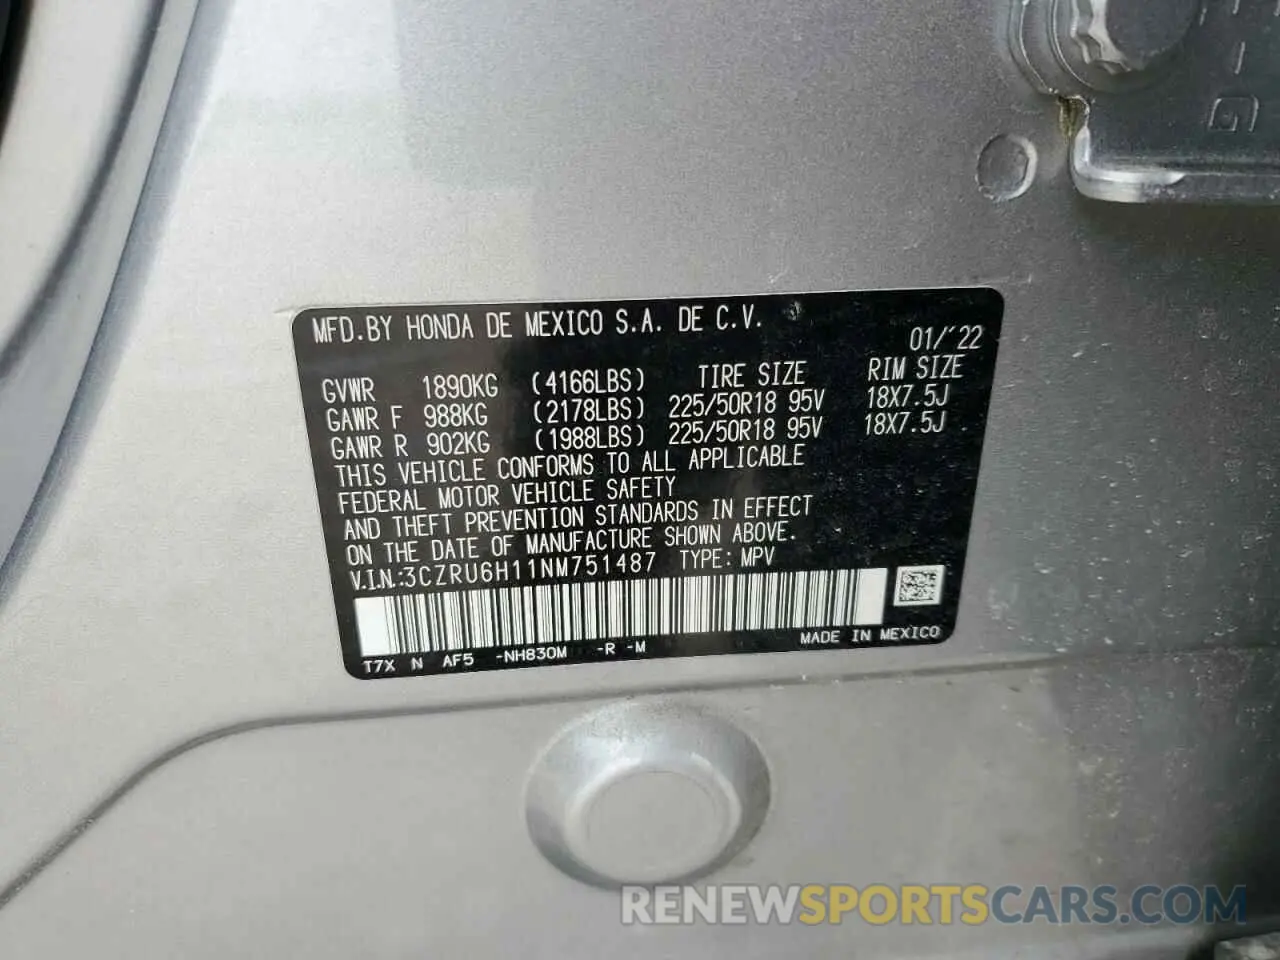 MFD.BY HONDA DE MEXICO S.A. DE C.V.
01/'22
GVWR 1890KG (4166LBS) TIRE SIZE RIM SIZE
GAWR F 988KG (2178LBS) 225/50R18 95V 18X7.5J
GAWR R 902KG (1988LBS) 225/50R18 95V 18X7.5J
THIS VEHICLE CONFORMS TO ALL APPLICABLE
FEDERAL MOTOR VEHICLE SAFETY
AND THEFT PREVENTION STANDARDS IN EFFECT
ON THE DATE OF MANUFACTURE SHOWN ABOVE.
V.I.N.:3CZRU6H11NM751487 TYPE: MPV
T7X N AF5 -NH830M -R -M MADE IN MEXICO
RENEWSPORTSCARS.COM